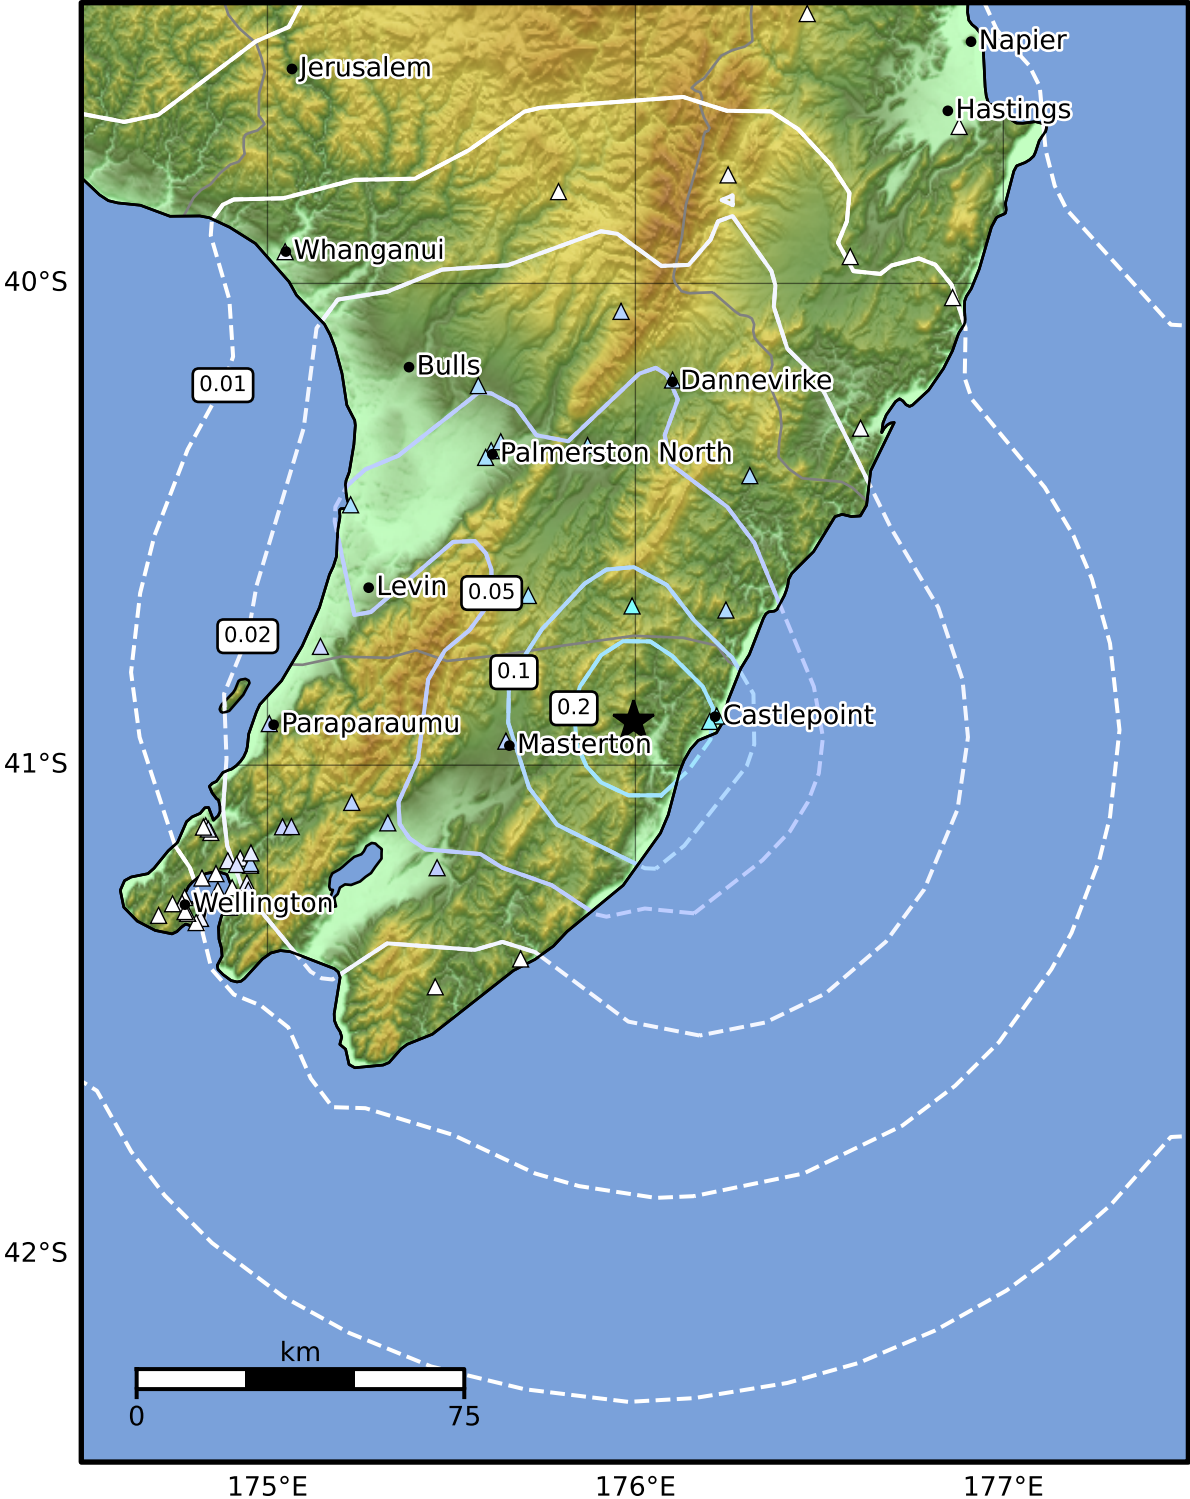 Napier
Jerusalem
Hastings
Whanganui
40°S
Bulls
Dannevirke
0.01
Palmerston North
Levin
0.05
0.02
0.1
0.2
Castlepoint
Paraparaumu
Masterton
41°S
Wellington
42°S
km
0 75
175°E 176°E 177°E